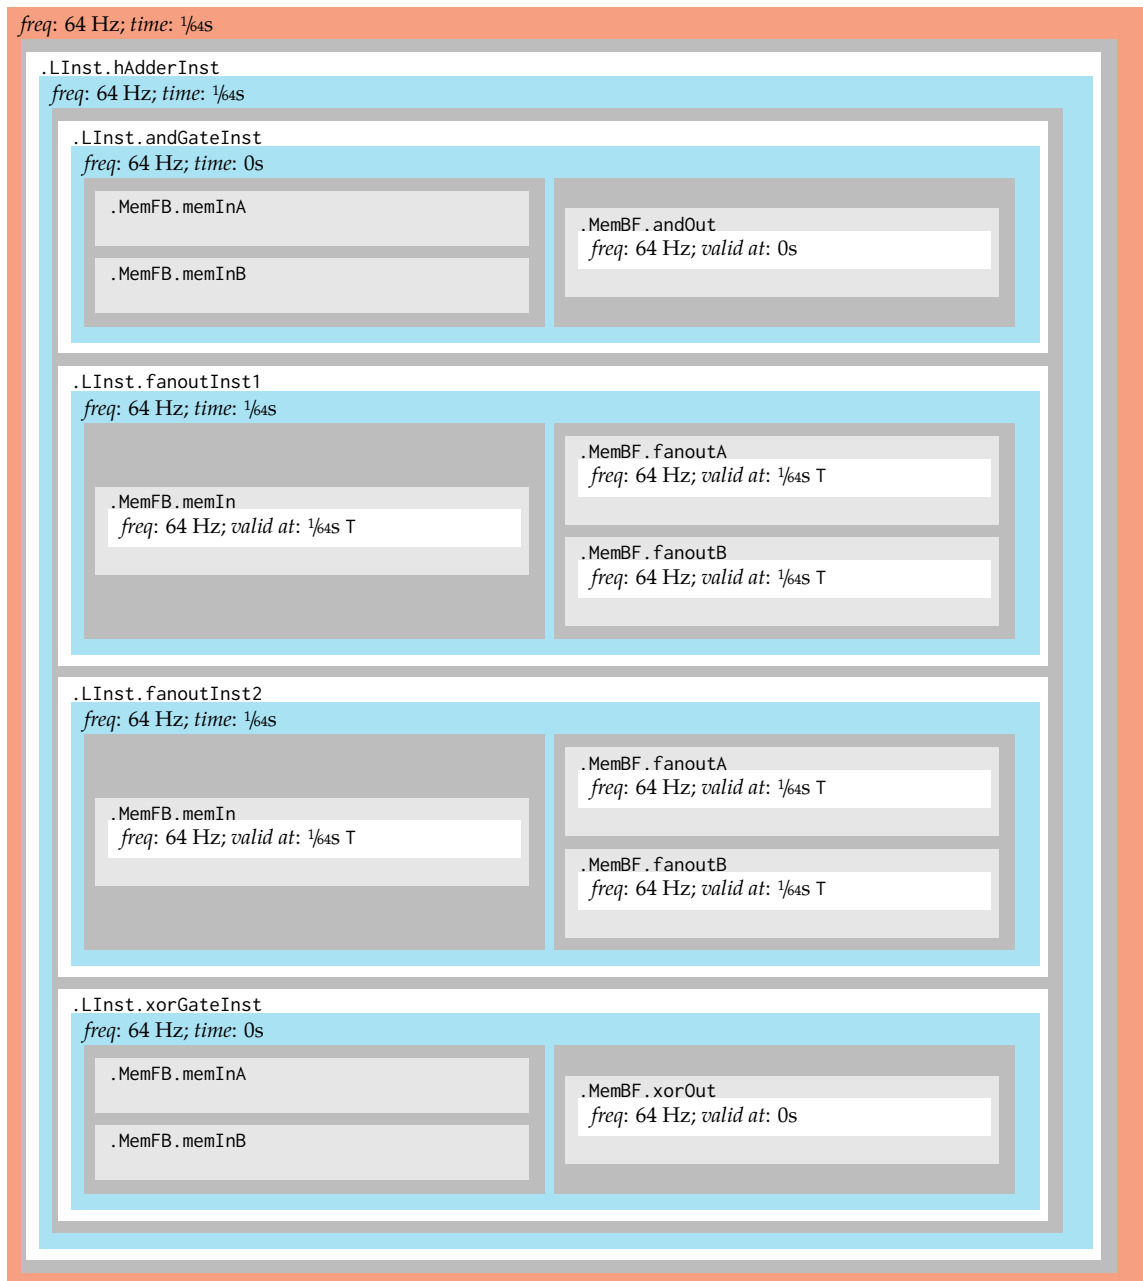 freq: 64 Hz; time: 1/64s
.LInst.hAdderInst
freq: 64 Hz; time: 1/64s
.LInst.andGateInst
freq: 64 Hz; time: 0s
.MemFB.memInA
.MemBF.andOut
freq: 64 Hz; valid at: 0s
.MemFB.memInB
.LInst.fanoutInst1
freq: 64 Hz; time: 1/64s
.MemBF.fanoutA
freq: 64 Hz; valid at: 1/64s T
.MemFB.memIn
freq: 64 Hz; valid at: 1/64s T
.MemBF.fanoutB
freq: 64 Hz; valid at: 1/64s T
.LInst.fanoutInst2
freq: 64 Hz; time: 1/64s
.MemBF.fanoutA
freq: 64 Hz; valid at: 1/64s T
.MemFB.memIn
freq: 64 Hz; valid at: 1/64s T
.MemBF.fanoutB
freq: 64 Hz; valid at: 1/64s T
.LInst.xorGateInst
freq: 64 Hz; time: 0s
.MemFB.memInA
.MemBF.xorOut
freq: 64 Hz; valid at: 0s
.MemFB.memInB